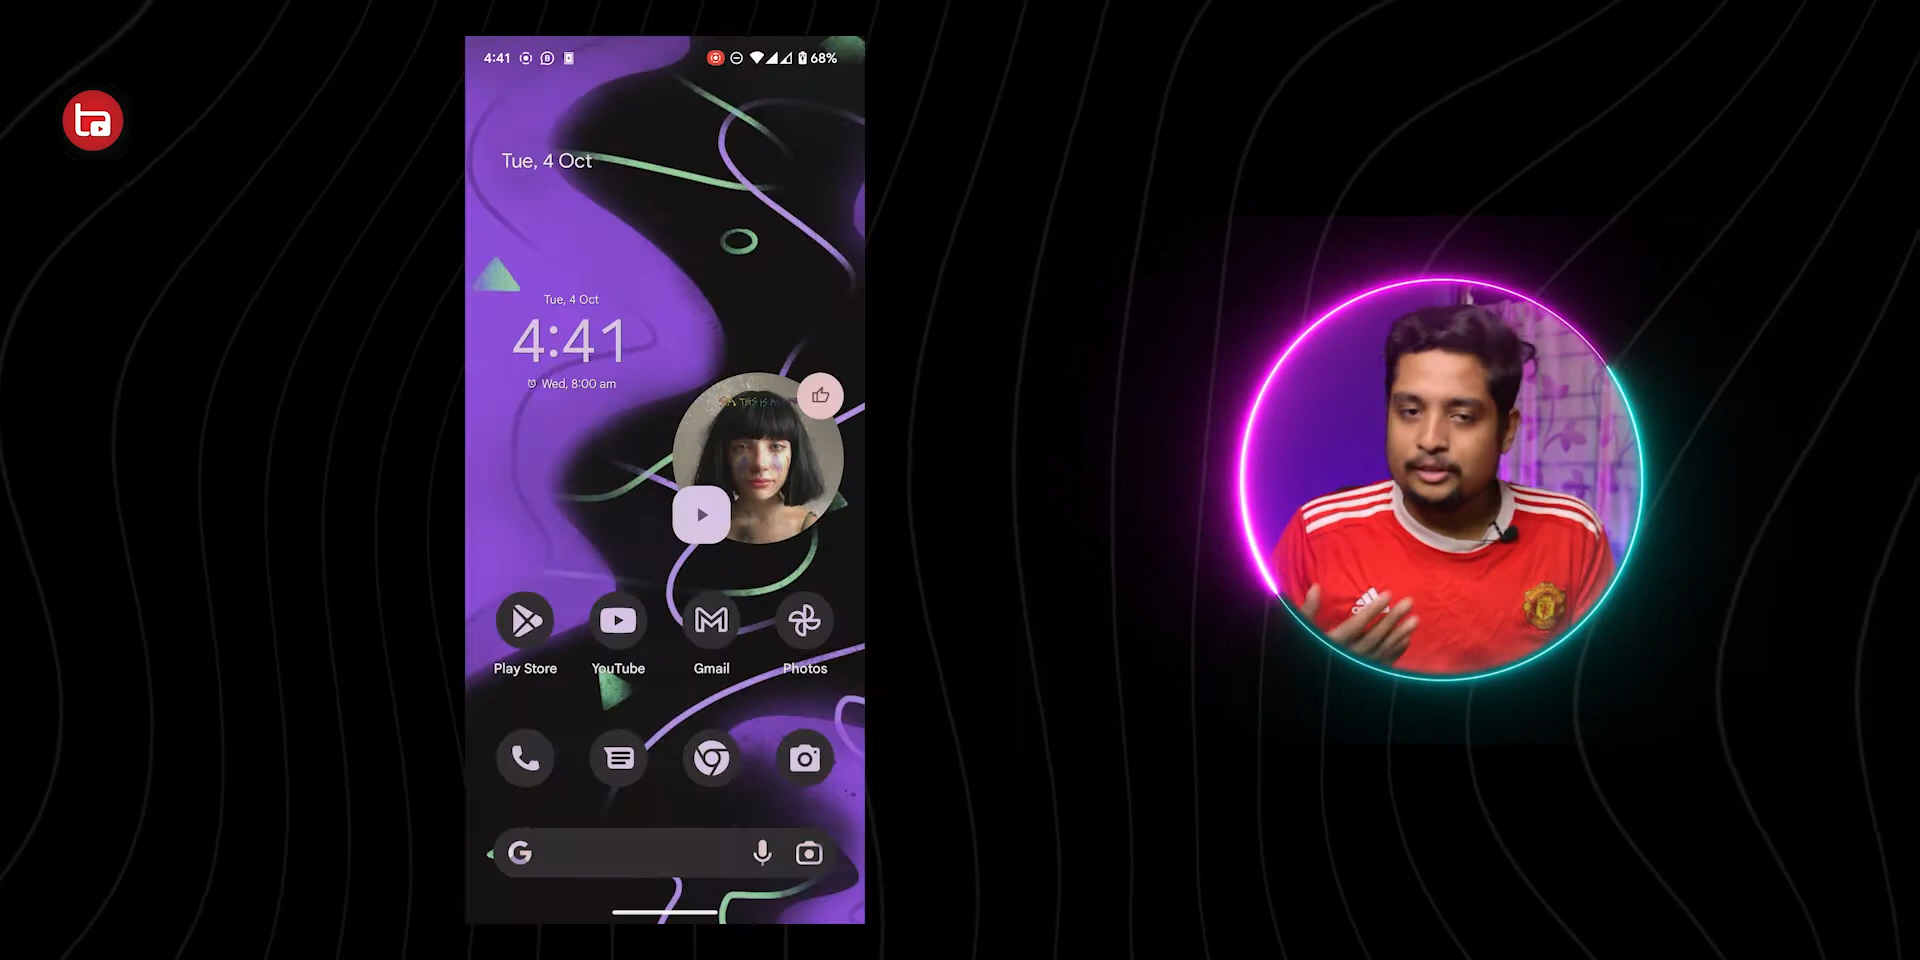 ta
4:41
68%
Tue, 4 Oct
Tue, 4 Oct
4:41
Wed, 8:00 am
Play Store
YouTube
Gmail
Photos
G